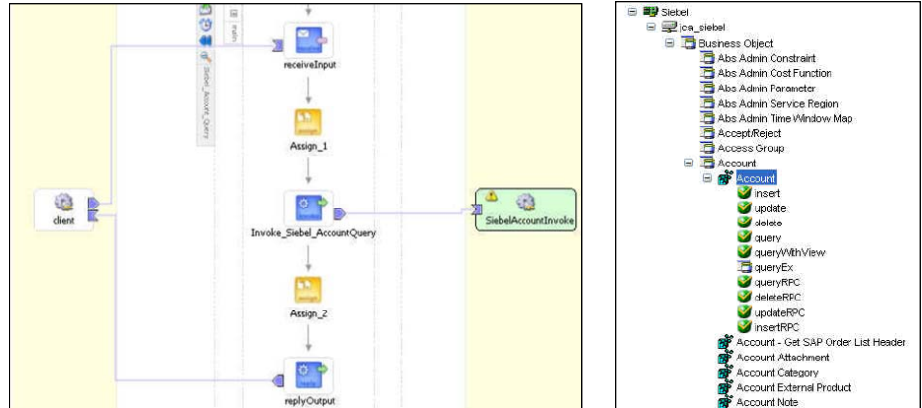 main
Siebel_Account_Query
receiveInput
Assign_1
client
Invoke_Siebel_AccountQuery
SiebelAccountInvoke
Assign_2
replyOutput
Siebel
jca_siebel
Business Object
Abs Admin Constraint
Abs Admin Cost Function
Abs Admin Parameter
Abs Admin Service Region
Abs Admin Time Window Map
Accept/Reject
Access Group
Account
Account
insert
update
delete
query
queryWithView
queryEx
queryRPC
deleteRPC
updateRPC
insertRPC
Account - Get SAP Order List Header
Account Attachment
Account Category
Account External Product
Account Note